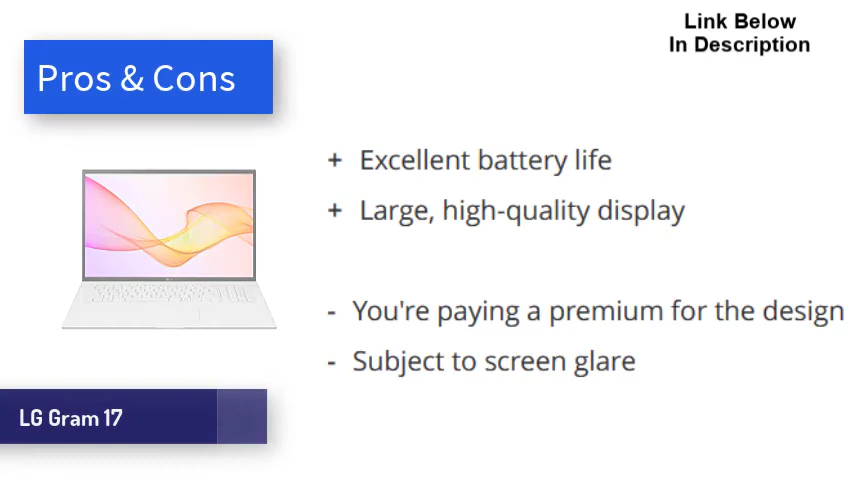 Link Below
In Description
Pros & Cons
+ Excellent battery life
+ Large, high-quality display
- You're paying a premium for the design
- Subject to screen glare
LG Gram 17